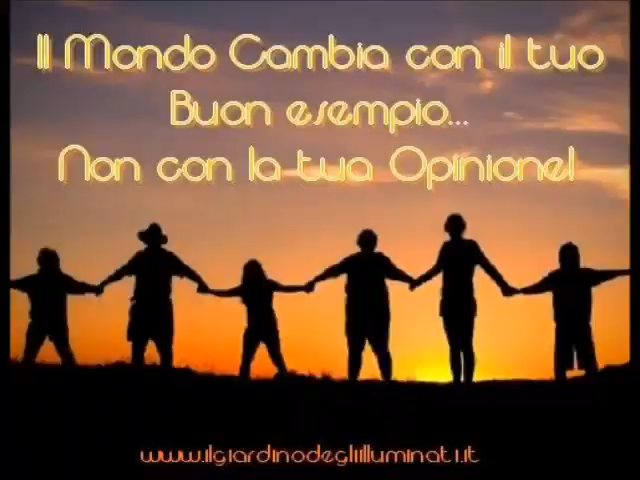 Il Mondo Cambia con il tuo
Buon esempio...
Non con la tua Opinione!
www.ilgiardinodegliilluminati.it